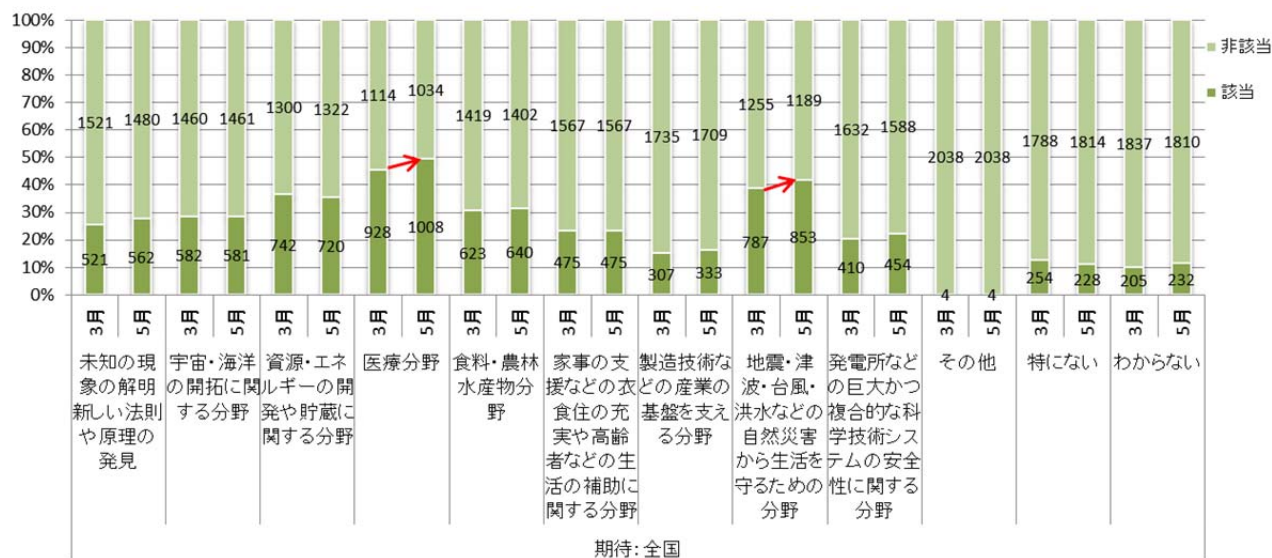 100%
90%
80%
70%
60%
50%
40%
30%
20%
10%
0%
1521 1480 1460 1461 1300 1322 1114 1034 1419 1402 1567 1567 1735 1709 1255 1189 1632 1588 2038 2038 1788 1814 1837 1810
521 562 582 581 742 720 928 1008 623 640 475 475 307 333 787 853 410 454 4 4 254 228 205 232
非該当
該当
3月 5月 3月 5月 3月 5月 3月 5月 3月 5月 3月 5月 3月 5月 3月 5月 3月 5月 3月 5月 3月 5月 3月 5月
未知の現
象の解明
新しい法則
や原理の
発見
宇宙・海洋
の開拓に関
する分野
資源・エネ
ルギーの開
発や貯蔵に
関する分野
医療分野
食料・農林
水産物分
野
家事の支
援などの衣
食住の充
実や高齢
者などの生
活の補助に
関する分野
製造技術な
どの産業の
基盤を支え
る分野
地震・津
波・台風・
洪水などの
自然災害
から生活を
守るための
分野
発電所など
の巨大かつ
複合的な科
学技術シス
テムの安全
性に関する
分野
その他
特にない
わからない
期待：全国